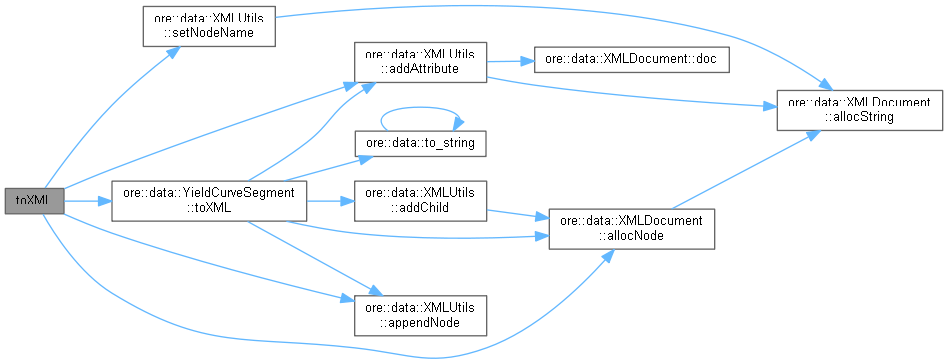 ore::data::XMLUtils
::setNodeName
ore::data::XMLUtils
::addAttribute
ore::data::XMLDocument::doc
ore::data::XMLDocument
::allocString
ore::data::to_string
toXML
ore::data::YieldCurveSegment
::toXML
ore::data::XMLUtils
::addChild
ore::data::XMLDocument
::allocNode
ore::data::XMLUtils
::appendNode